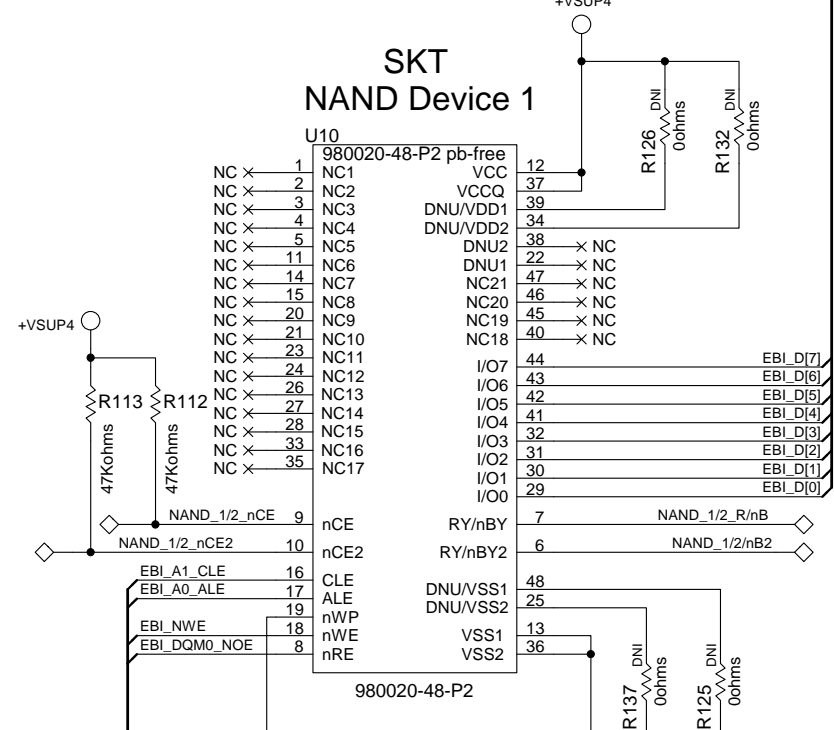 +VSUP4
SKT
NAND Device 1
U10
980020-48-P2 pb-free
NC 1 NC1
NC 2 NC2
NC 3 NC3
NC 4 NC4
NC 5 NC5
NC 11 NC6
NC 14 NC7
NC 15 NC8
NC 20 NC9
NC 21 NC10
NC 23 NC11
NC 24 NC12
NC 26 NC13
NC 27 NC14
NC 28 NC15
NC 33 NC16
NC 35 NC17
VCC 12
VCCQ 37
DNU/VDD1 39
DNU/VDD2 34
DNU2 38 NC
DNU1 22 NC
NC21 47 NC
NC20 46 NC
NC19 45 NC
NC18 40 NC
I/O7 44 EBI_D[7]
I/O6 43 EBI_D[6]
I/O5 42 EBI_D[5]
I/O4 41 EBI_D[4]
I/O3 32 EBI_D[3]
I/O2 31 EBI_D[2]
I/O1 30 EBI_D[1]
I/O0 29 EBI_D[0]
R126 DNI 0ohms
R132 DNI 0ohms
+VSUP4
R113 47Kohms
R112 47Kohms
NAND_1/2_nCE 9 nCE
NAND_1/2_nCE2 10 nCE2
EBI_A1_CLE 16 CLE
EBI_A0_ALE 17 ALE
19 nWP
EBI_NWE 18 nWE
EBI_DQM0_NOE 8 nRE
RY/nBY 7 NAND_1/2_R/nB
RY/nBY2 6 NAND_1/2/nB2
DNU/VSS1 48
DNU/VSS2 25
VSS1 13
VSS2 36
980020-48-P2
R137 DNI 0ohms
R125 DNI 0ohms